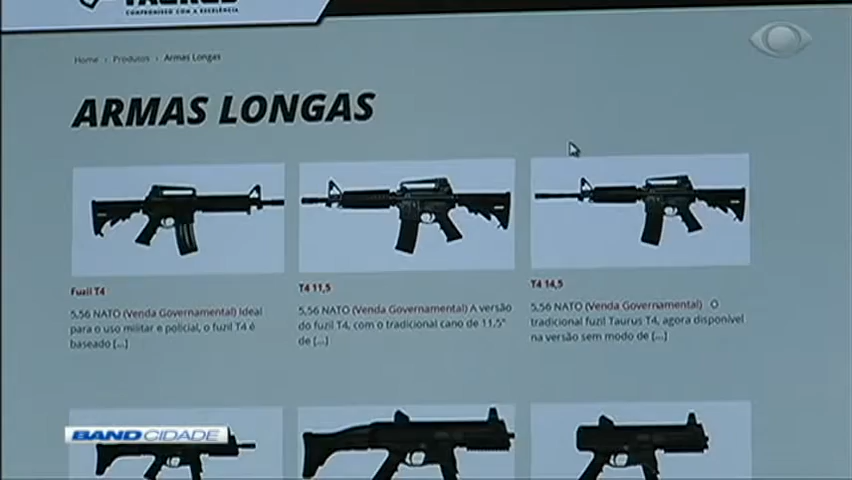 TAURUS
COMPROMISSO COM A EXCELÊNCIA
Home › Produtos › Armas Longas
ARMAS LONGAS
Fuzil T4
5,56 NATO (Venda Governamental) Ideal
para o uso militar e policial, o fuzil T4 é
baseado [...]
T4 11,5
5,56 NATO (Venda Governamental) A versão
do fuzil T4, com o tradicional cano de 11,5"
de [...]
T4 14,5
5,56 NATO (Venda Governamental) O
tradicional fuzil Taurus T4, agora disponível
na versão sem modo de [...]
BAND CIDADE